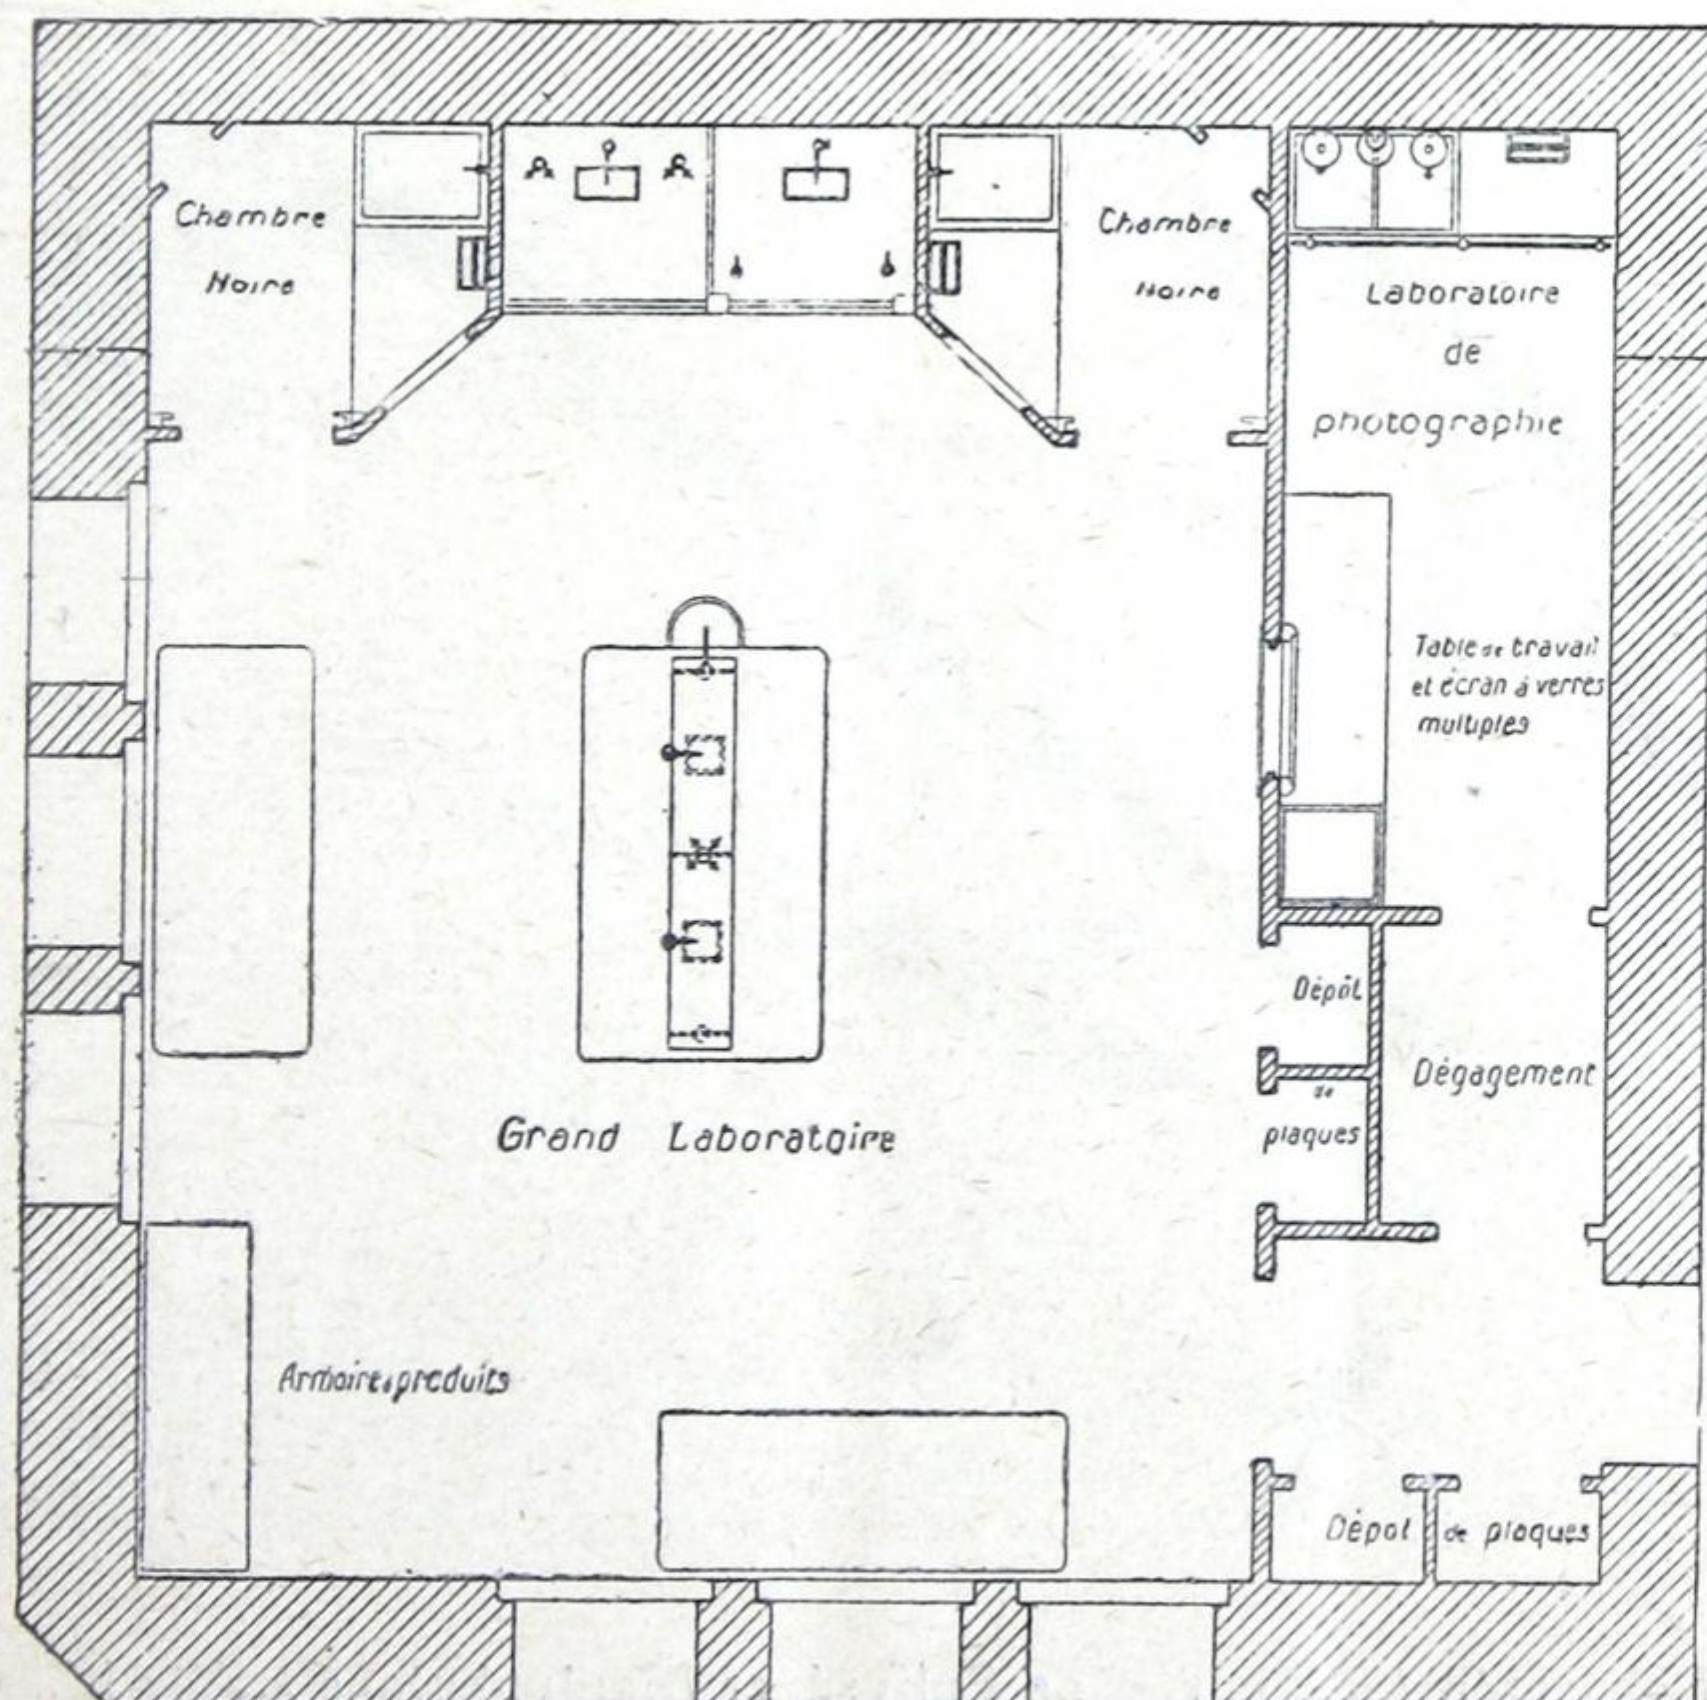 Chambre
Noire
Chambre
Noire
Laboratoire
de
photographie
Table de travail
et écran à verres
multiples
Dépôt
de
plaques
Dégagement
Grand Laboratoire
Armoire à produits
Dépot de plaques